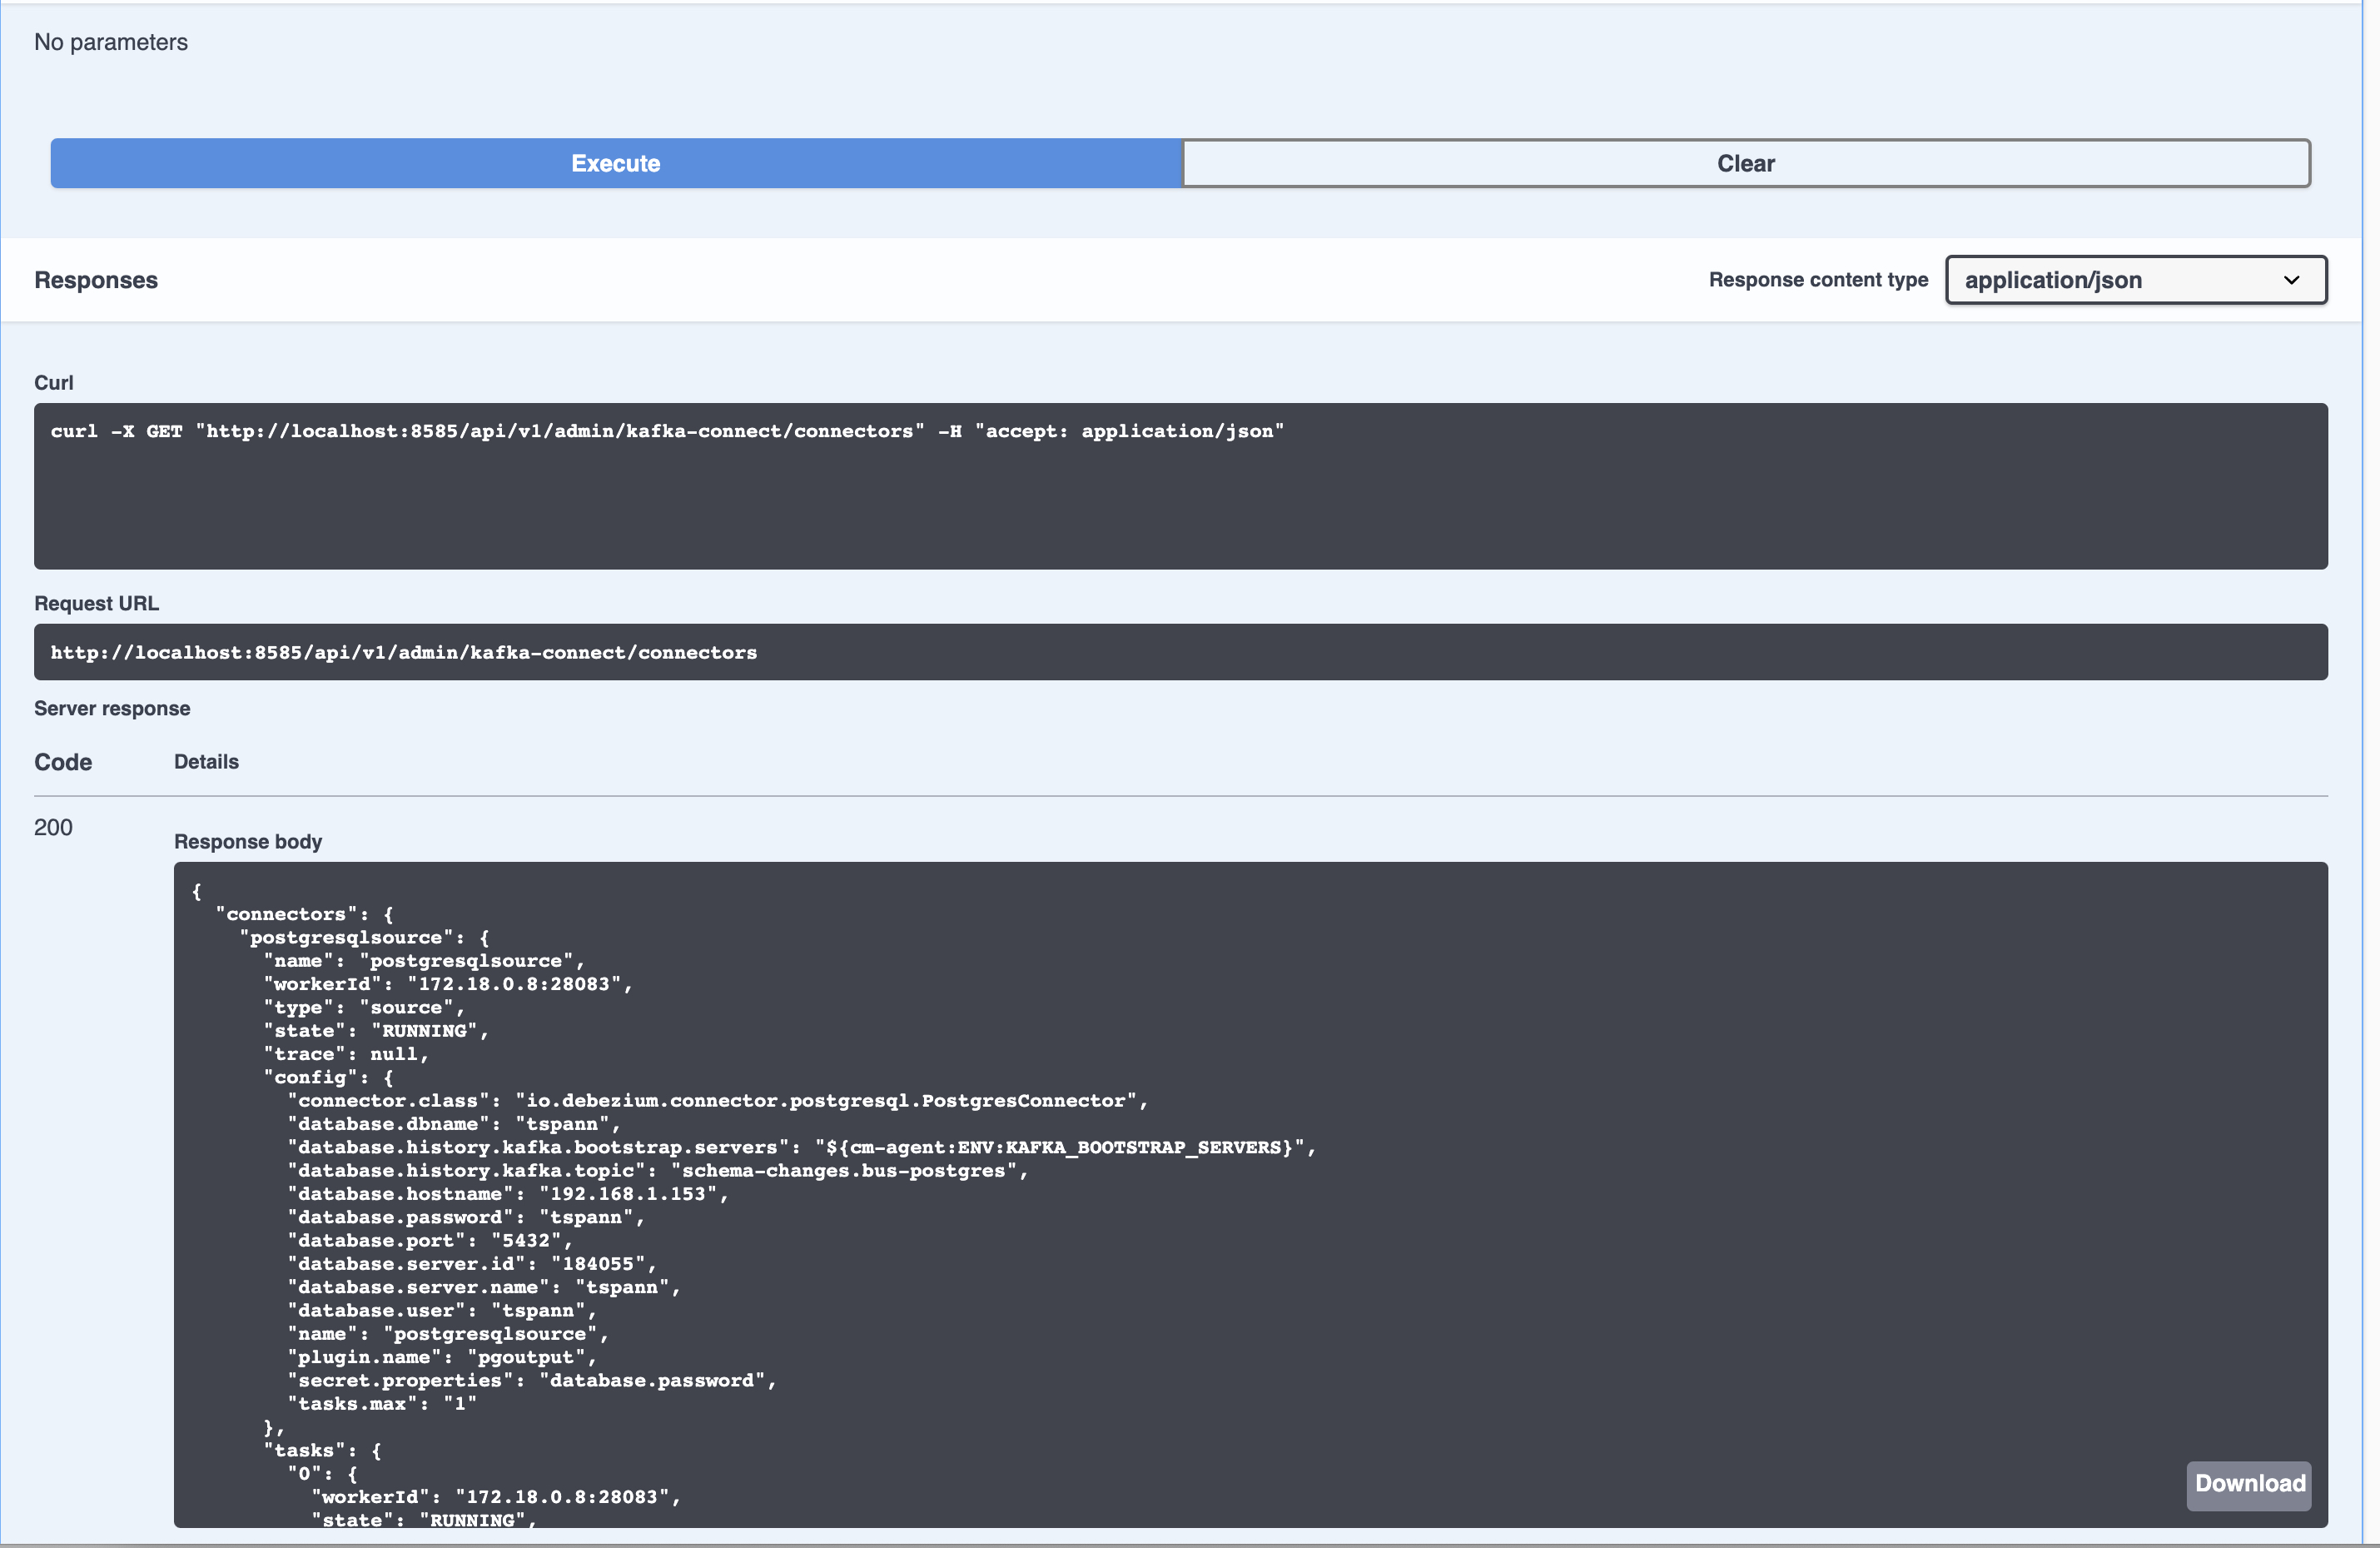 No parameters
Execute
Clear
Responses
Response content type
application/json
Curl
curl -X GET "http://localhost:8585/api/v1/admin/kafka-connect/connectors" -H "accept: application/json"
Request URL
http://localhost:8585/api/v1/admin/kafka-connect/connectors
Server response
Code
Details
200
Response body
{
  "connectors": {
    "postgresqlsource": {
      "name": "postgresqlsource",
      "workerId": "172.18.0.8:28083",
      "type": "source",
      "state": "RUNNING",
      "trace": null,
      "config": {
        "connector.class": "io.debezium.connector.postgresql.PostgresConnector",
        "database.dbname": "tspann",
        "database.history.kafka.bootstrap.servers": "${cm-agent:ENV:KAFKA_BOOTSTRAP_SERVERS}",
        "database.history.kafka.topic": "schema-changes.bus-postgres",
        "database.hostname": "192.168.1.153",
        "database.password": "tspann",
        "database.port": "5432",
        "database.server.id": "184055",
        "database.server.name": "tspann",
        "database.user": "tspann",
        "name": "postgresqlsource",
        "plugin.name": "pgoutput",
        "secret.properties": "database.password",
        "tasks.max": "1"
      },
      "tasks": {
        "0": {
          "workerId": "172.18.0.8:28083",
          "state": "RUNNING",
Download